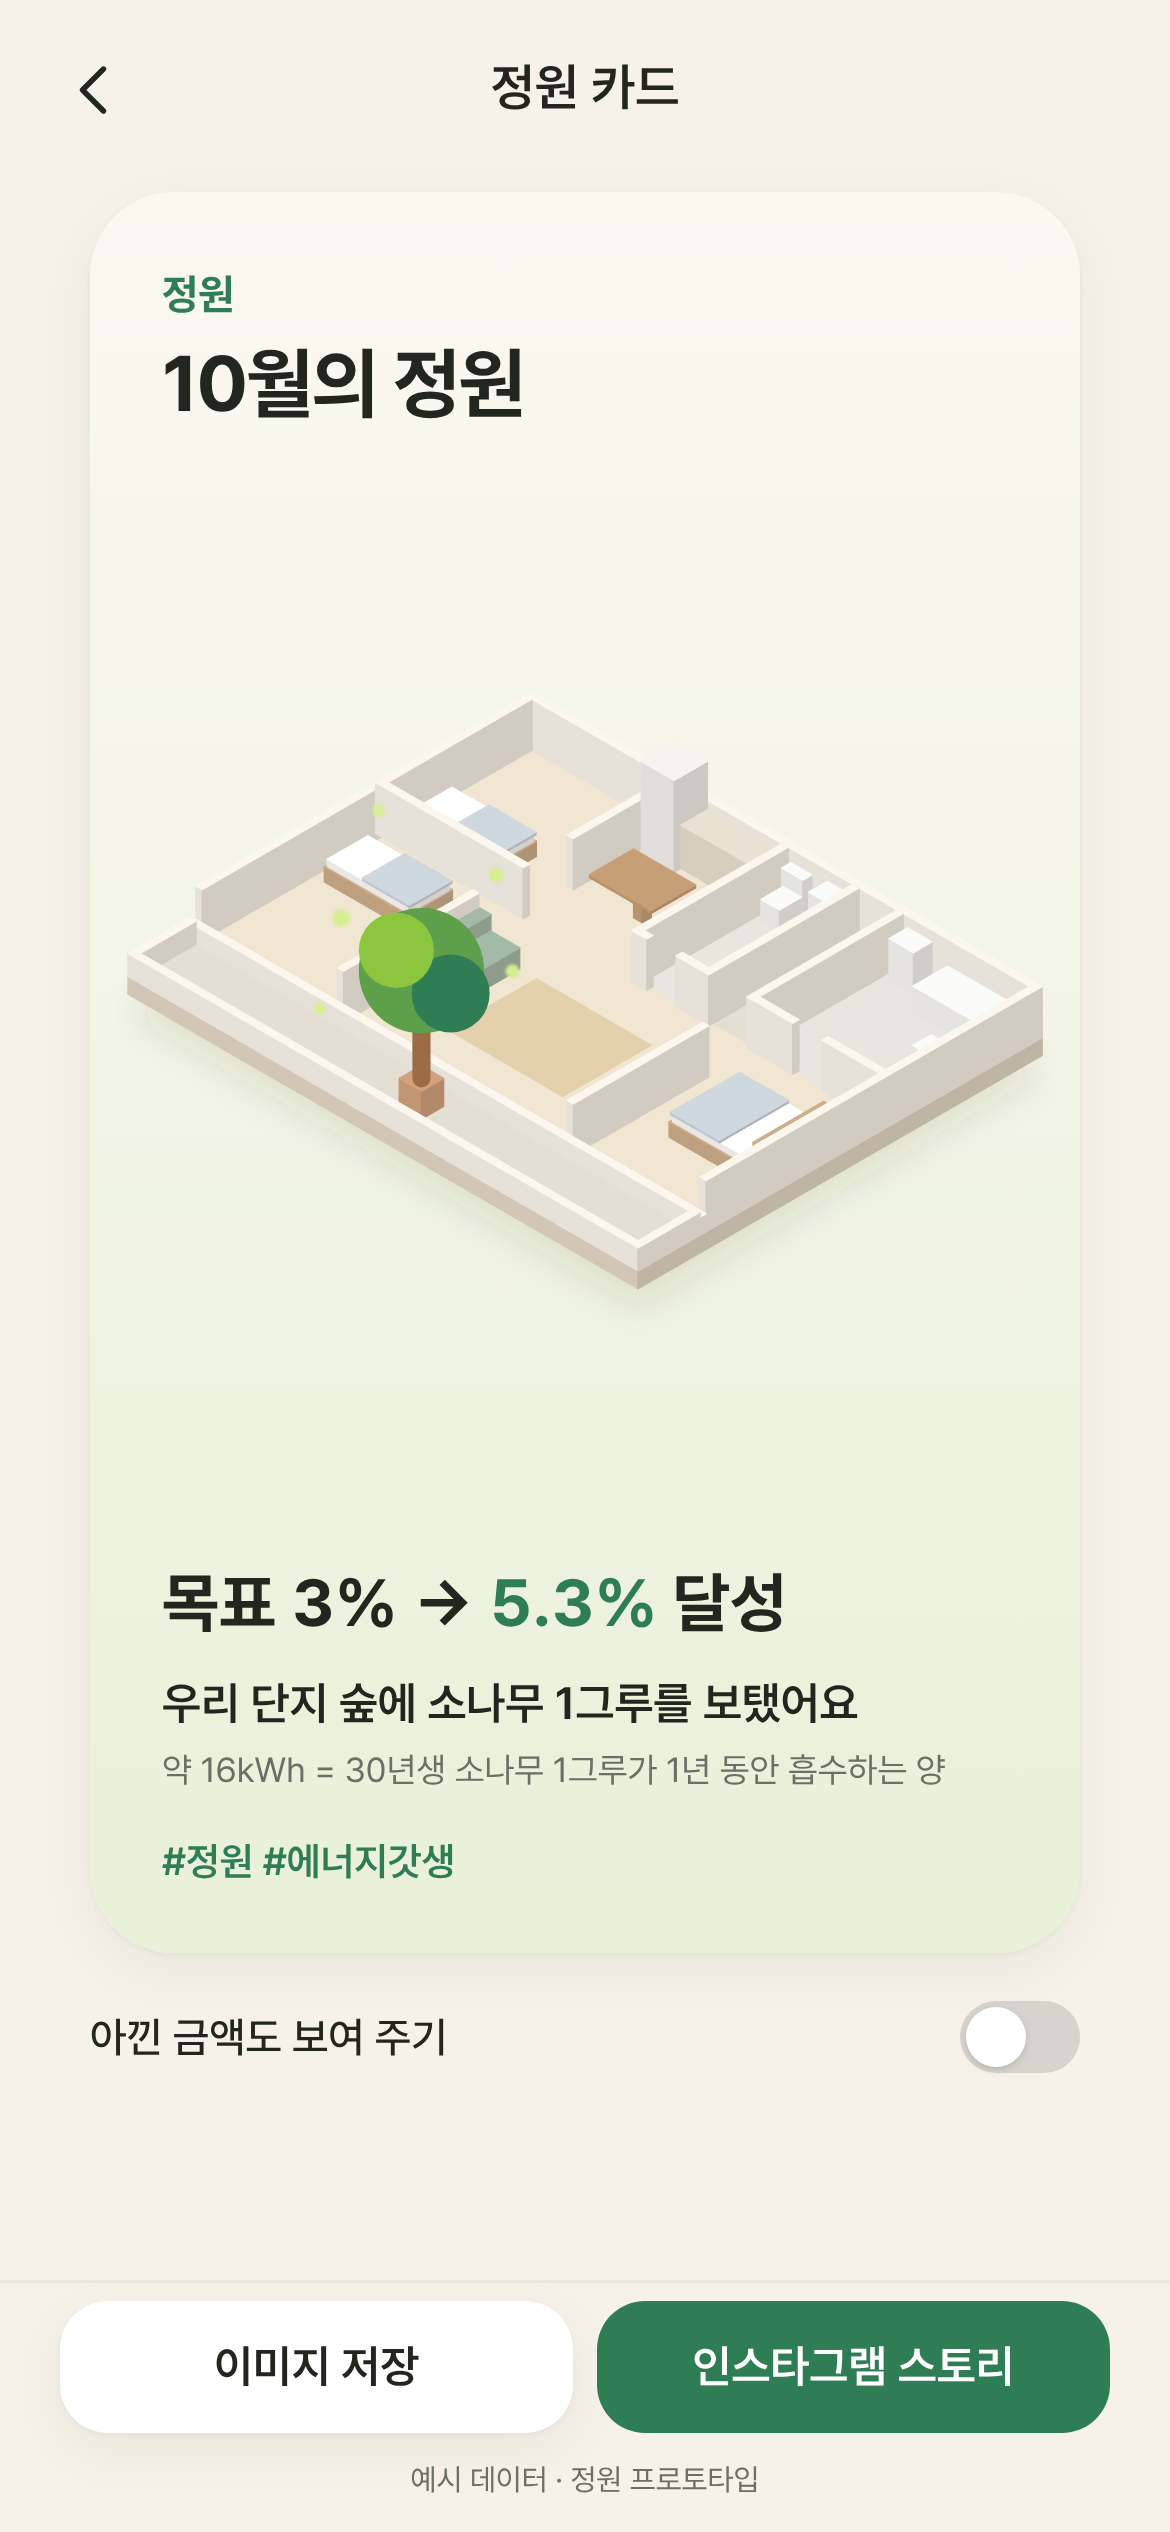 정원 카드
정원
10월의 정원
목표 3% → 5.3% 달성
우리 단지 숲에 소나무 1그루를 보탰어요
약 16kWh = 30년생 소나무 1그루가 1년 동안 흡수하는 양
#정원 #에너지갓생
아낀 금액도 보여 주기
이미지 저장
인스타그램 스토리
예시 데이터 · 정원 프로토타입